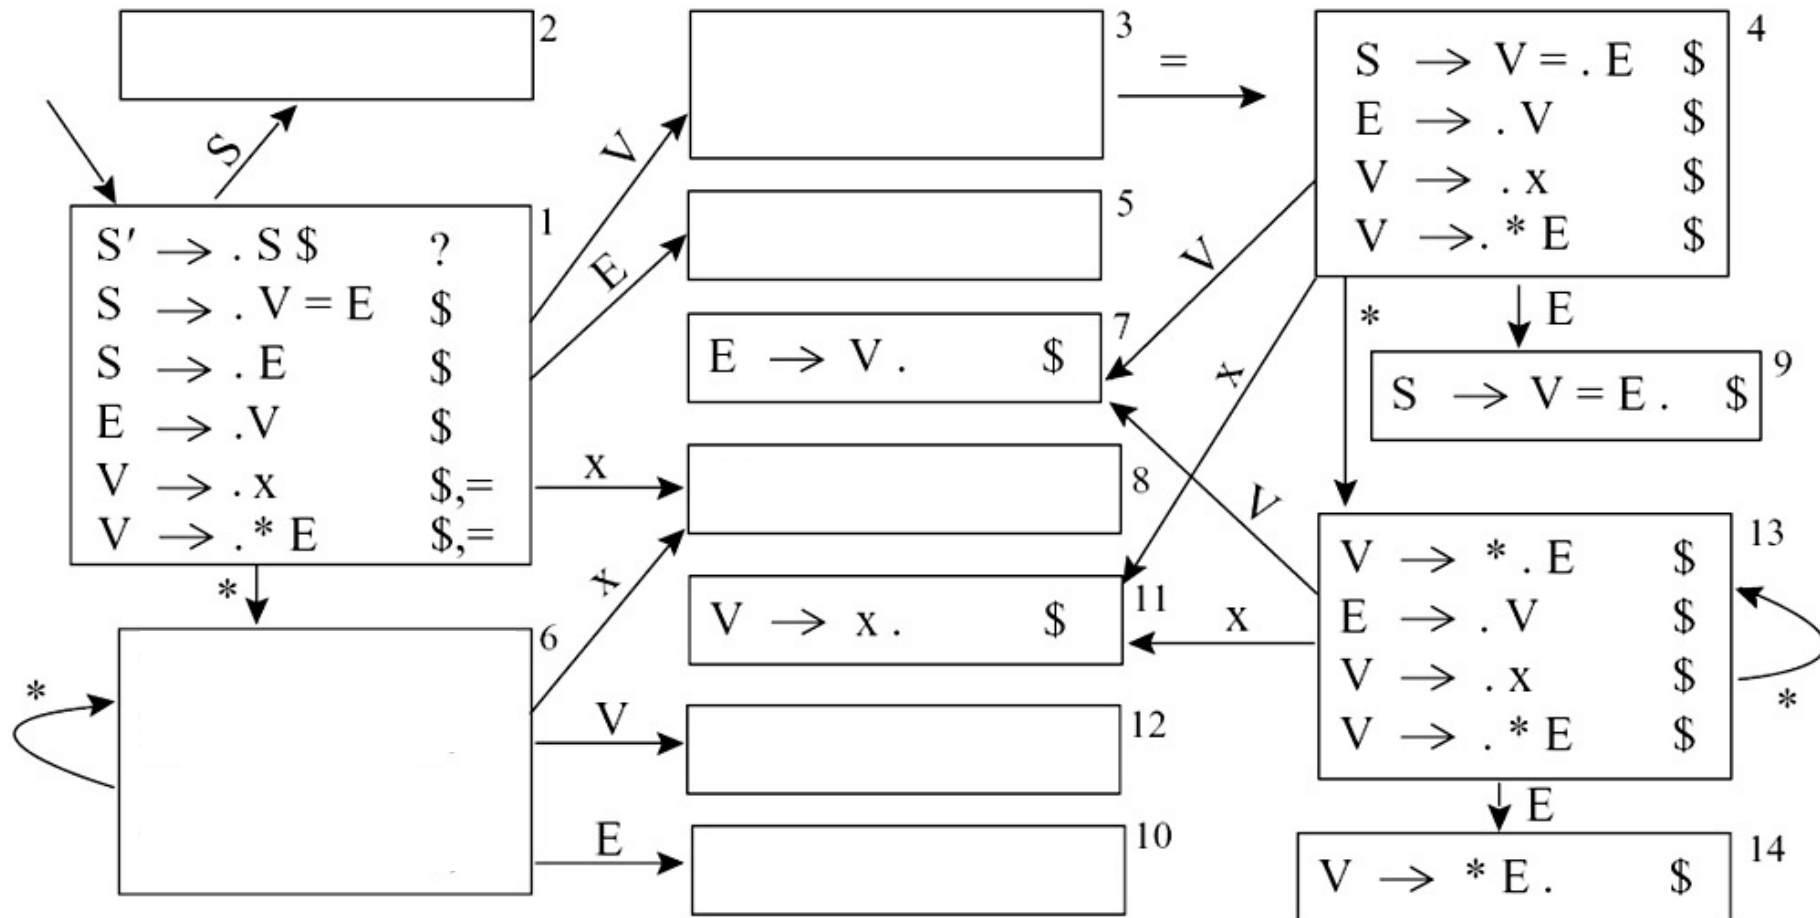 2
S
1
S′ → . S $ ?
S → . V = E $
S → . E $
E → . V $
V → . x $,=
V → . * E $,=
*
6
*
V
E
x
x
V
E
3
=
5
7
E → V . $
8
11
V → x . $
12
10
4
S → V = . E $
E → . V $
V → . x $
V → . * E $
V
x
*
E
9
S → V = E . $
V
x
13
V → * . E $
E → . V $
V → . x $
V → . * E $
*
E
14
V → * E . $